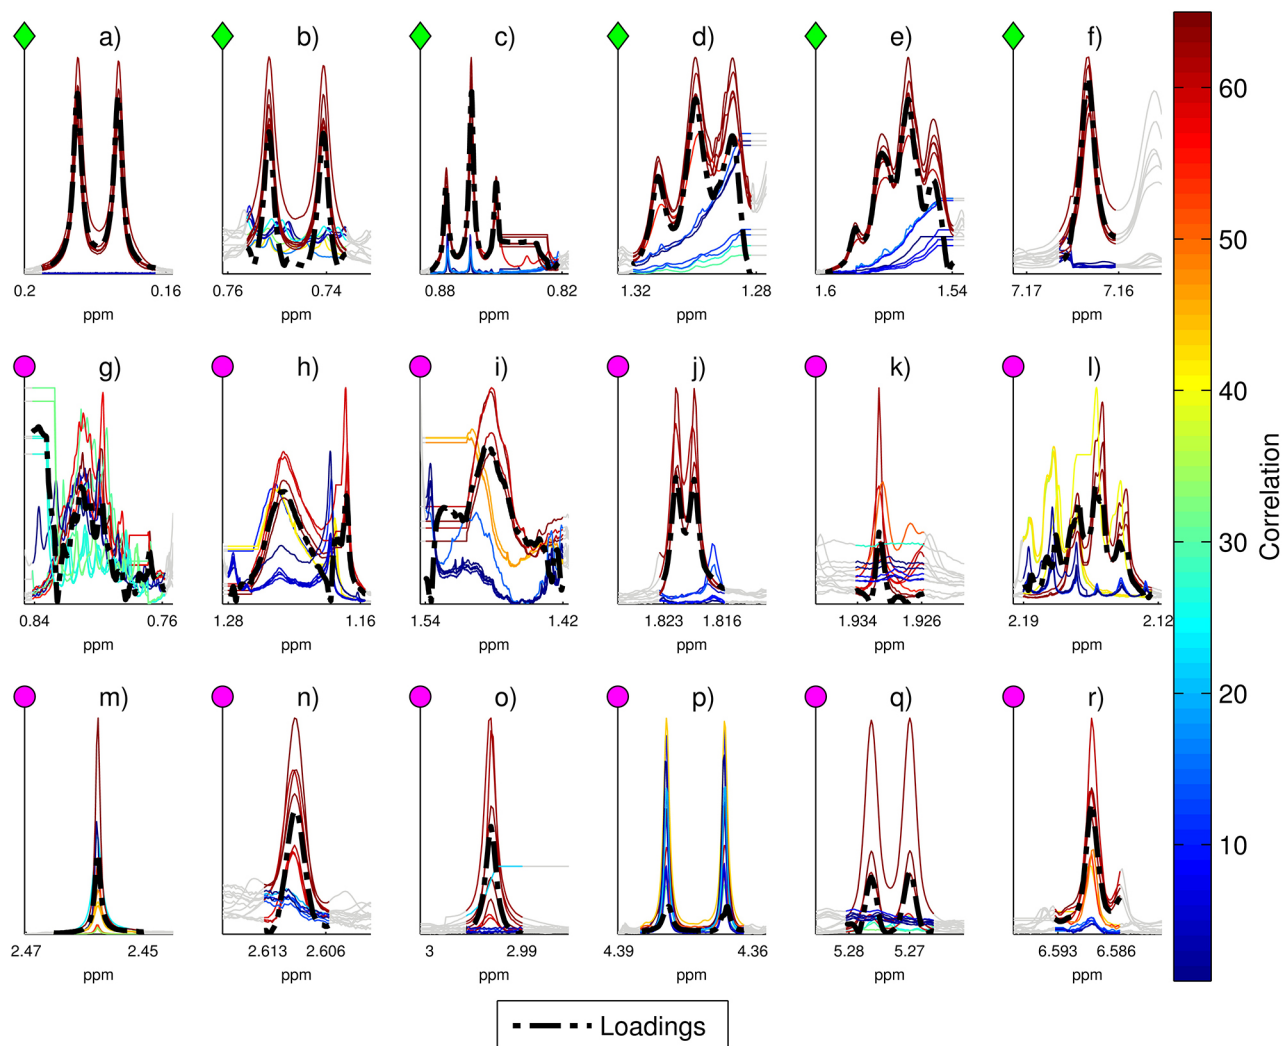 a) b) c) d) e) f)
0.2 0.16 0.76 0.74 0.88 0.82 1.32 1.28 1.6 1.54 7.17 7.16
ppm ppm ppm ppm ppm ppm
g) h) i) j) k) l)
0.84 0.76 1.28 1.16 1.54 1.42 1.823 1.816 1.934 1.926 2.19 2.12
ppm ppm ppm ppm ppm ppm
m) n) o) p) q) r)
2.47 2.45 2.613 2.606 3 2.99 4.39 4.36 5.28 5.27 6.593 6.586
ppm ppm ppm ppm ppm ppm
Loadings
60
50
40
30
20
10
Correlation